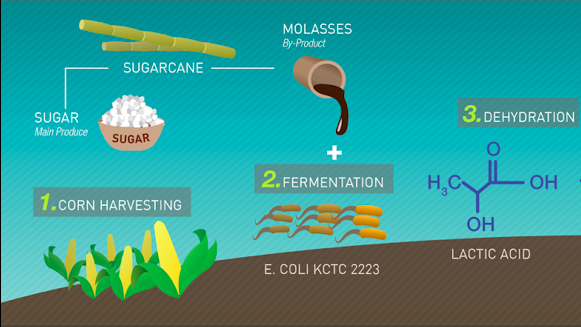 MOLASSES
By-Product
SUGARCANE
SUGAR
Main Produce
SUGAR
+
3. DEHYDRATION
2. FERMENTATION
1. CORN HARVESTING
O
H₃C
OH
OH
E. COLI KCTC 2223
LACTIC ACID